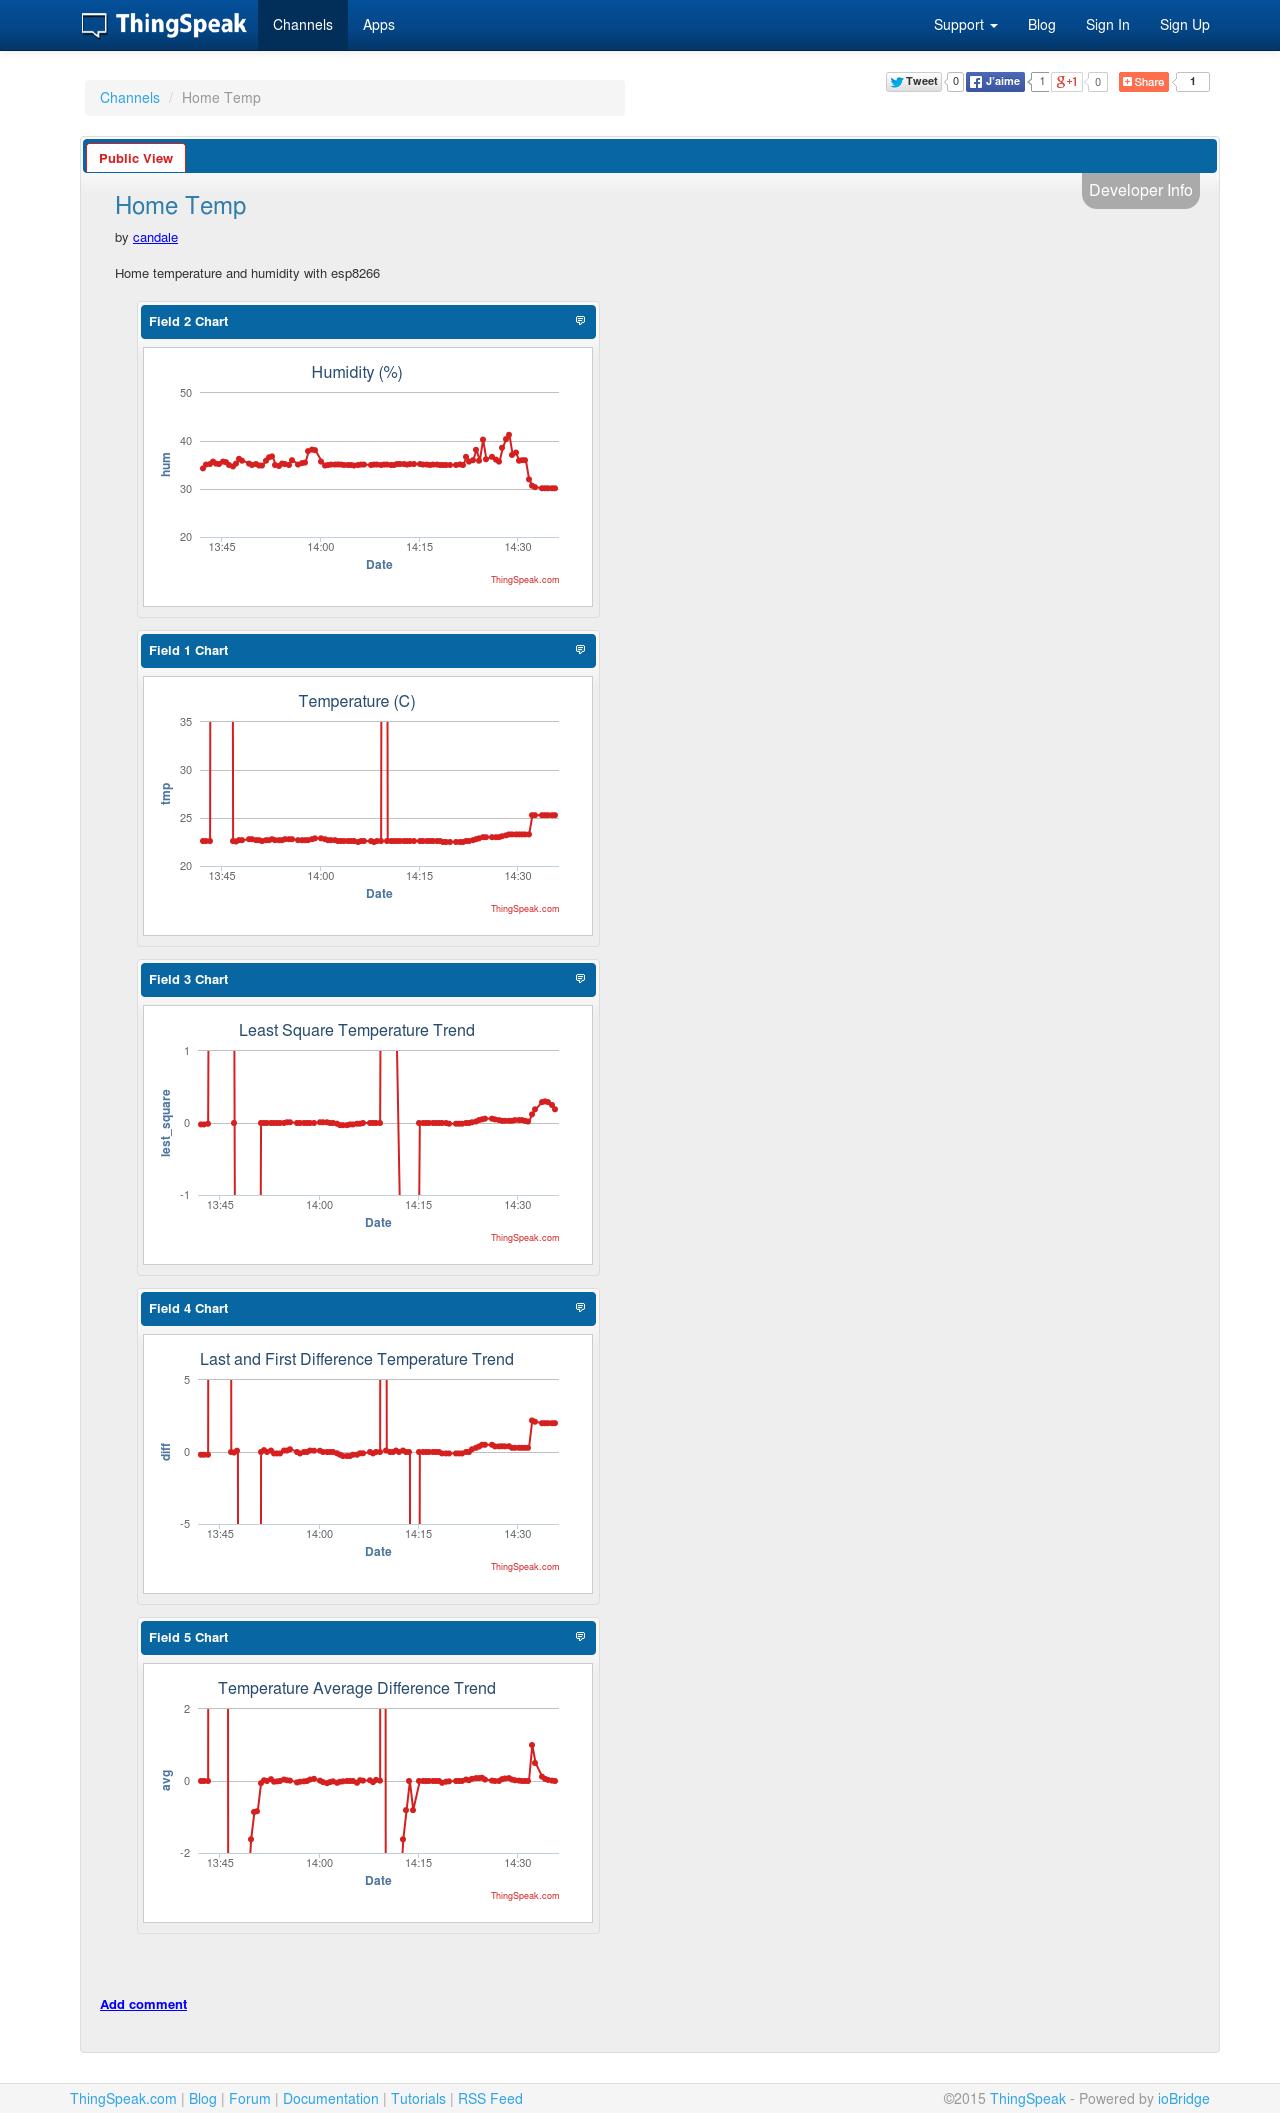 ThingSpeak Channels Apps Support Blog Sign In Sign Up
Tweet 0 J'aime 1 g+1 0 Share 1
Channels / Home Temp
Public View
Developer Info
Home Temp
by candale
Home temperature and humidity with esp8266
Field 2 Chart
Humidity (%)
50
40
30
20
hum
13:45 14:00 14:15 14:30
Date
ThingSpeak.com
Field 1 Chart
Temperature (C)
35
30
25
20
tmp
13:45 14:00 14:15 14:30
Date
ThingSpeak.com
Field 3 Chart
Least Square Temperature Trend
1
0
-1
lest_square
13:45 14:00 14:15 14:30
Date
ThingSpeak.com
Field 4 Chart
Last and First Difference Temperature Trend
5
0
-5
diff
13:45 14:00 14:15 14:30
Date
ThingSpeak.com
Field 5 Chart
Temperature Average Difference Trend
2
0
-2
avg
13:45 14:00 14:15 14:30
Date
ThingSpeak.com
Add comment
ThingSpeak.com | Blog | Forum | Documentation | Tutorials | RSS Feed ©2015 ThingSpeak - Powered by ioBridge